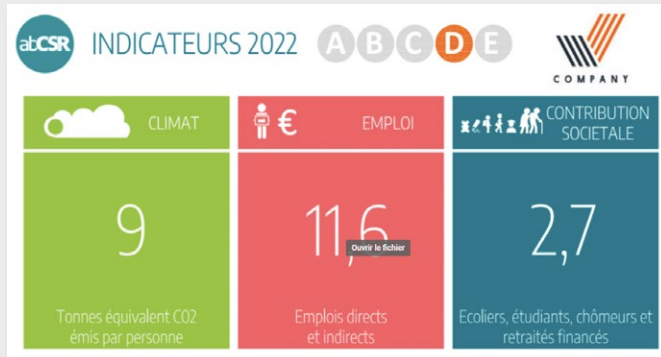 abCSR INDICATEURS 2022 A B C D E
COMPANY
CLIMAT
€ EMPLOI
CONTRIBUTION
SOCIETALE
9
11,6
2,7
Ouvrir le fichier
Tonnes équivalent CO2
émis par personne
Emplois directs
et indirects
Ecoliers, étudiants, chômeurs et
retraités financés